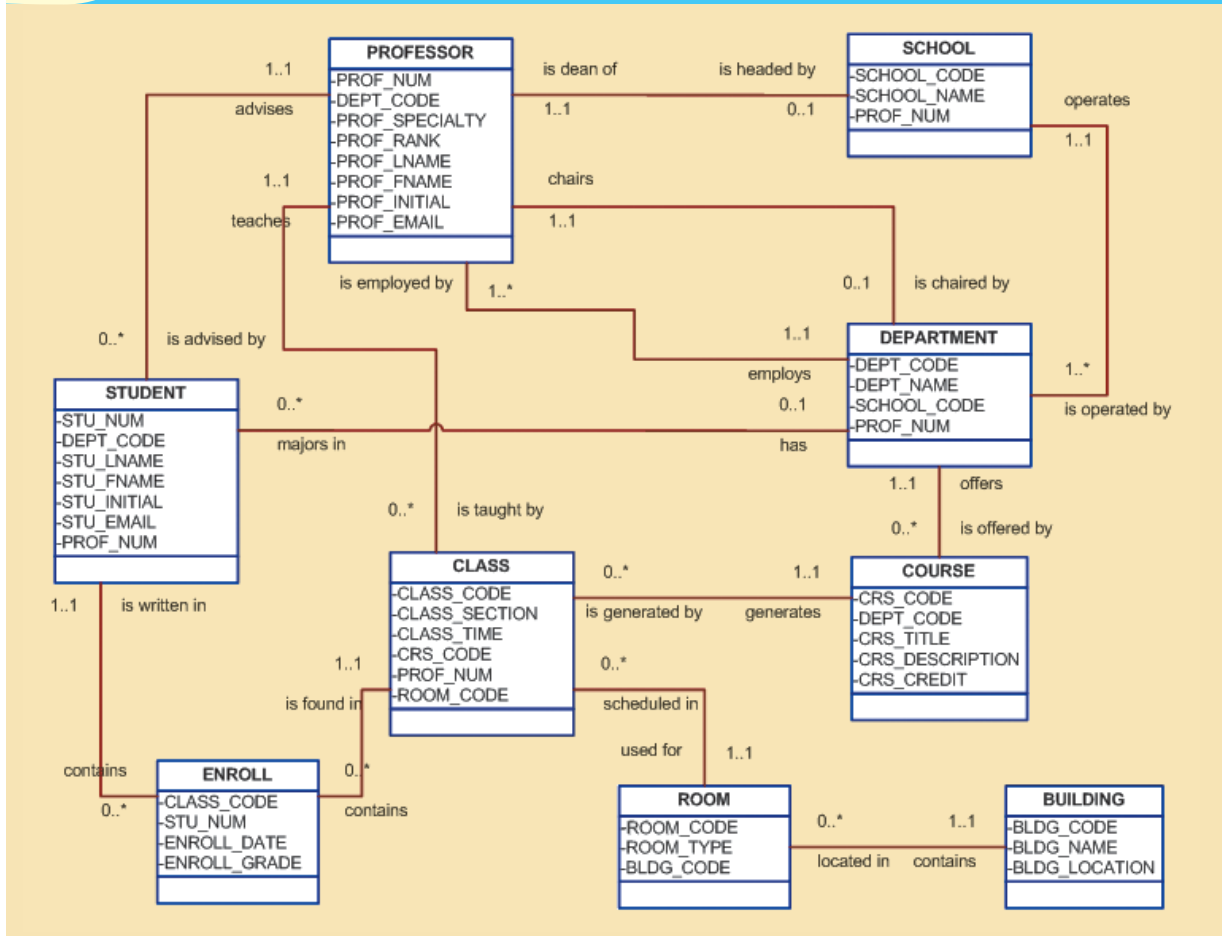 PROFESSOR
-PROF_NUM
-DEPT_CODE
-PROF_SPECIALTY
-PROF_RANK
-PROF_LNAME
-PROF_FNAME
-PROF_INITIAL
-PROF_EMAIL
SCHOOL
-SCHOOL_CODE
-SCHOOL_NAME
-PROF_NUM
1..1
advises
is dean of
1..1
is headed by
0..1
operates
1..1
1..1
teaches
chairs
1..1
is employed by
1..*
0..1
is chaired by
0..*
is advised by
1..1
employs
DEPARTMENT
-DEPT_CODE
-DEPT_NAME
-SCHOOL_CODE
-PROF_NUM
1..*
is operated by
STUDENT
-STU_NUM
-DEPT_CODE
-STU_LNAME
-STU_FNAME
-STU_INITIAL
-STU_EMAIL
-PROF_NUM
0..*
majors in
0..1
has
0..*
is taught by
1..1
offers
0..*
is offered by
CLASS
-CLASS_CODE
-CLASS_SECTION
-CLASS_TIME
-CRS_CODE
-PROF_NUM
-ROOM_CODE
0..*
is generated by
1..1
generates
COURSE
-CRS_CODE
-DEPT_CODE
-CRS_TITLE
-CRS_DESCRIPTION
-CRS_CREDIT
1..1
is written in
1..1
is found in
0..*
scheduled in
used for
1..1
contains
0..*
ENROLL
-CLASS_CODE
-STU_NUM
-ENROLL_DATE
-ENROLL_GRADE
0..*
contains
ROOM
-ROOM_CODE
-ROOM_TYPE
-BLDG_CODE
0..*
located in
1..1
contains
BUILDING
-BLDG_CODE
-BLDG_NAME
-BLDG_LOCATION